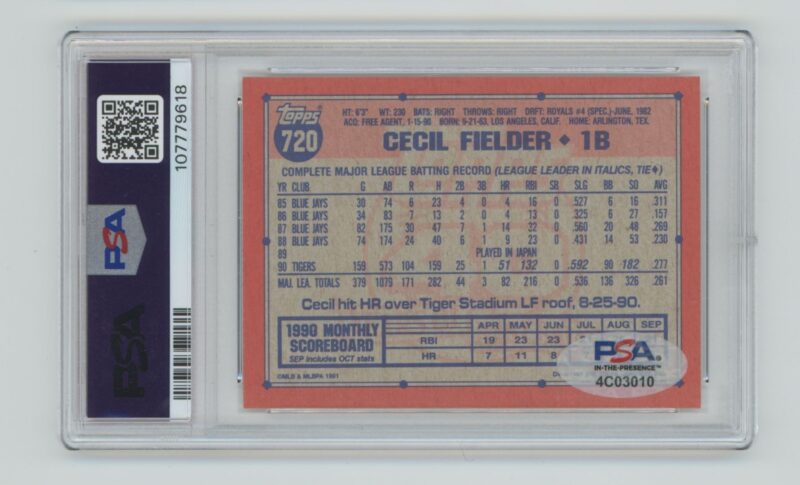 PSA
PSA
107779618
Topps
720
HT: 6'3" WT: 230 BATS: RIGHT THROWS: RIGHT DRFT: ROYALS #4 (SPEC.)-JUNE, 1982
ACQ: FREE AGENT, 1-15-90 BORN: 9-21-63, LOS ANGELES, CALIF. HOME: ARLINGTON, TEX.
CECIL FIELDER ◆ 1B
COMPLETE MAJOR LEAGUE BATTING RECORD (LEAGUE LEADER IN ITALICS, TIE◆)
YR CLUB G AB R H 2B 3B HR RBI SB SLG BB SO AVG
85 BLUE JAYS 30 74 6 23 4 0 4 16 0 .527 6 16 .311
86 BLUE JAYS 34 83 7 13 2 0 4 13 0 .325 6 27 .157
87 BLUE JAYS 82 175 30 47 7 1 14 32 0 .560 20 48 .269
88 BLUE JAYS 74 174 24 40 6 1 9 23 0 .431 14 53 .230
89 PLAYED IN JAPAN
90 TIGERS 159 573 104 159 25 1 51 132 0 .592 90 182 .277
MAJ. LEA. TOTALS 379 1079 171 282 44 3 82 216 0 .536 136 326 .261
Cecil hit HR over Tiger Stadium LF roof, 8-25-90.
1990 MONTHLY SCOREBOARD
SEP includes OCT stats
APR MAY JUN JUL AUG SEP
RBI 19 23 23
HR 7 11 8
©MLB & MLBPA 1991
PSA
IN-THE-PRESENCE™
4C03010